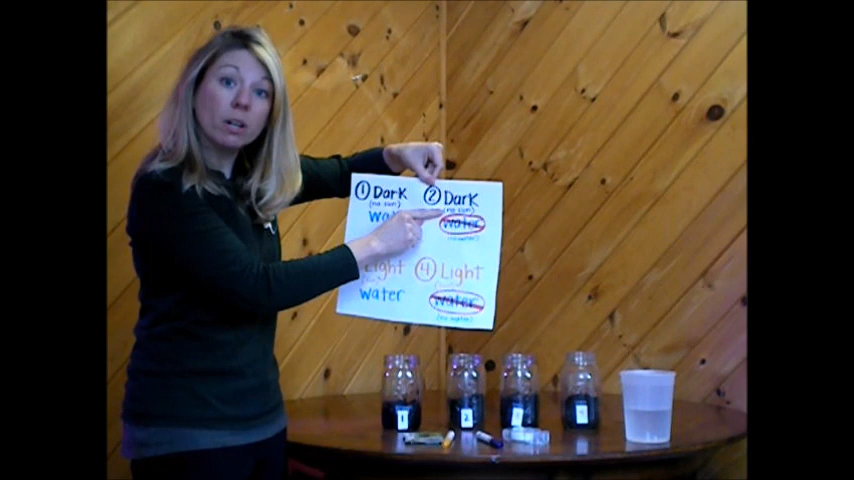 ① Dark
(no sun)
② Dark
(no sun)
water
(no water)
Light
water
④ Light
water
(no water)
1
2